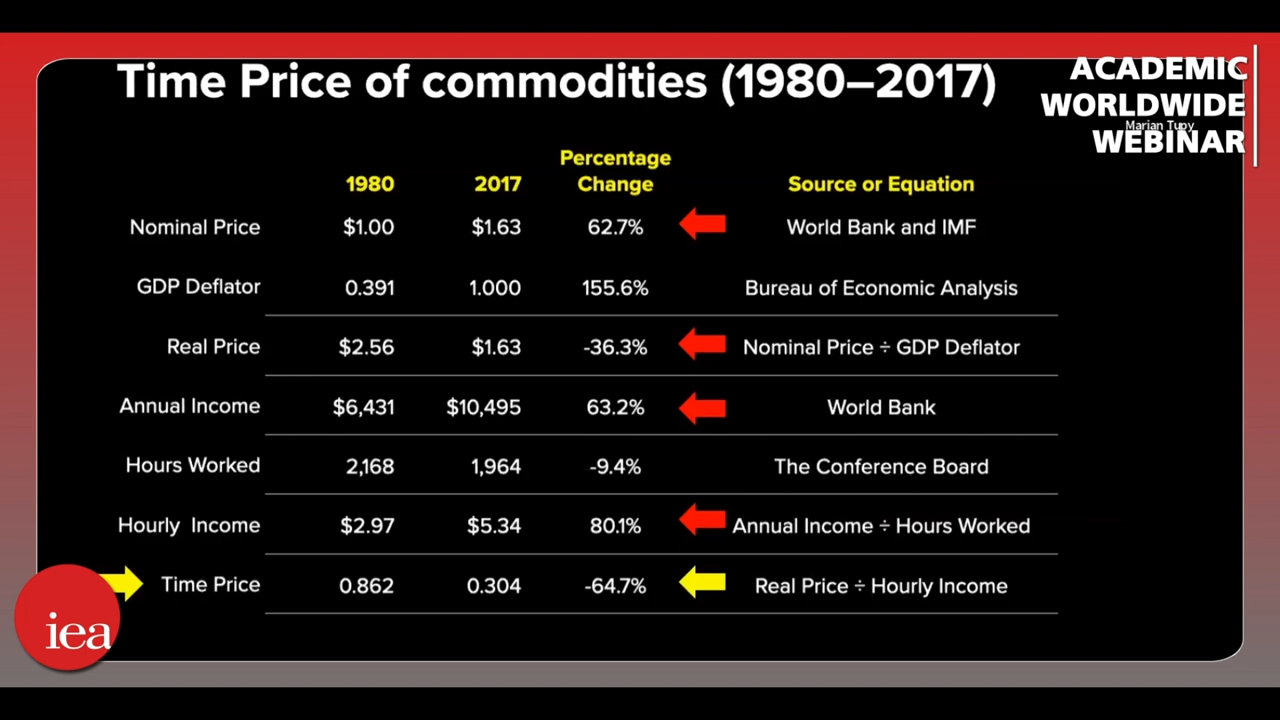 Time Price of commodities (1980–2017)
ACADEMIC
WORLDWIDE
Marian Tupy
WEBINAR
Percentage
1980 2017 Change Source or Equation
Nominal Price $1.00 $1.63 62.7% World Bank and IMF
GDP Deflator 0.391 1.000 155.6% Bureau of Economic Analysis
Real Price $2.56 $1.63 -36.3% Nominal Price ÷ GDP Deflator
Annual Income $6,431 $10,495 63.2% World Bank
Hours Worked 2,168 1,964 -9.4% The Conference Board
Hourly Income $2.97 $5.34 80.1% Annual Income ÷ Hours Worked
Time Price 0.862 0.304 -64.7% Real Price ÷ Hourly Income
iea